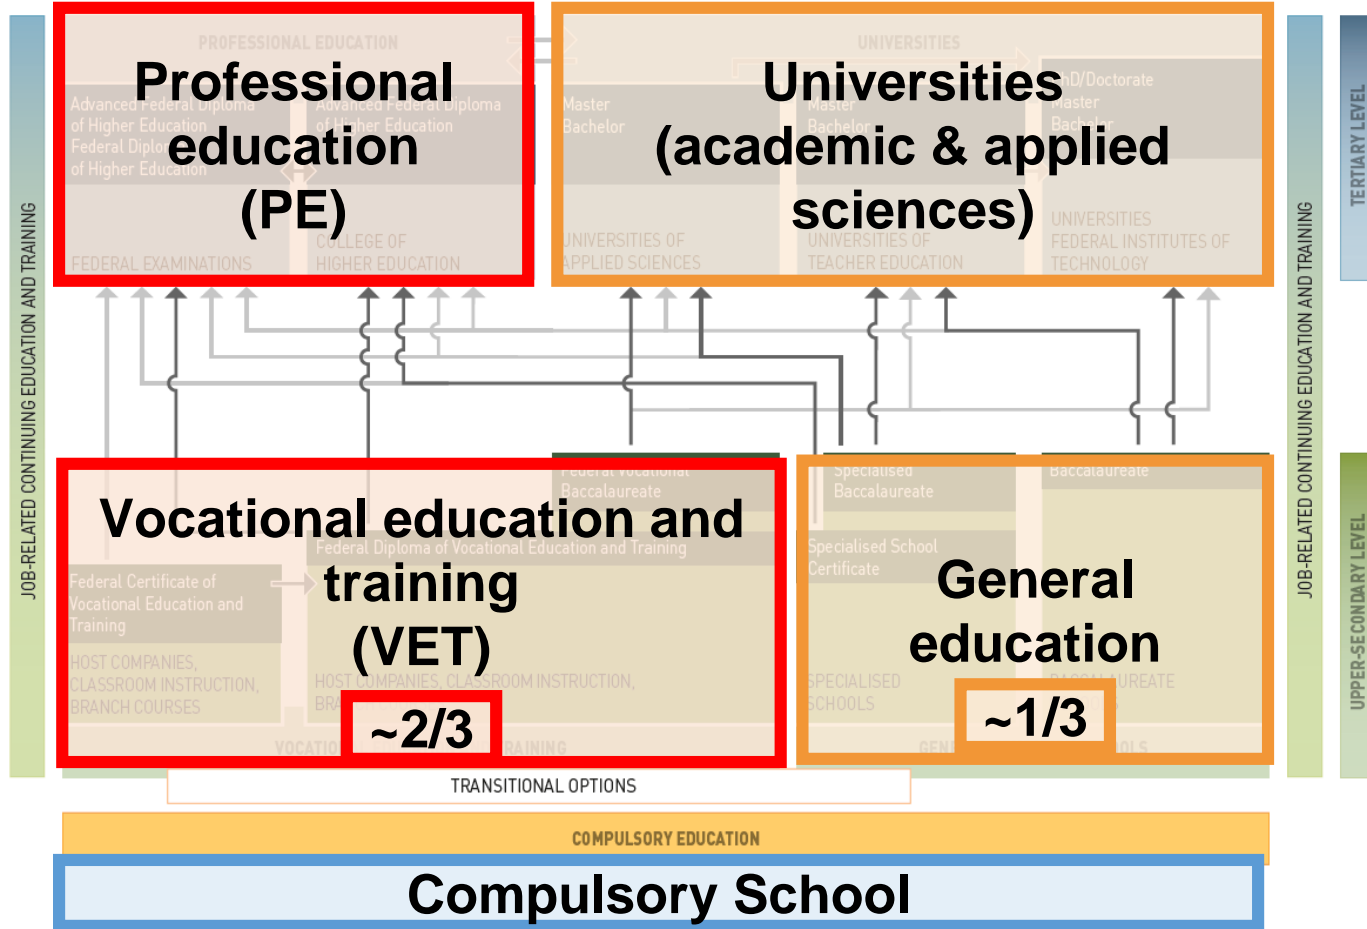 PROFESSIONAL EDUCATION
UNIVERSITIES
Professional
education
(PE)
Universities
(academic & applied
sciences)
Advanced Federal Diploma
of Higher Education
Federal
of Higher Education
Advanced Federal Diploma
of Higher Education
Master
Bachelor
Master
Bachelor
PhD/Doctorate
Master
Bachelor
FEDERAL EXAMINATIONS
COLLEGE OF
HIGHER EDUCATION
UNIVERSITIES OF
APPLIED SCIENCES
UNIVERSITIES OF
TEACHER EDUCATION
UNIVERSITIES
FEDERAL INSTITUTES OF
TECHNOLOGY
JOB-RELATED CONTINUING EDUCATION AND TRAINING
JOB-RELATED CONTINUING EDUCATION AND TRAINING
TERTIARY LEVEL
UPPER-SECONDARY LEVEL
Federal Vocational
Baccalaureate
Specialised
Baccalaureate
Baccalaureate
Vocational education and
training
(VET)
~2/3
General
education
~1/3
Federal Diploma of Vocational Education and Training
Specialised School
Certificate
Federal Certificate of
Vocational Education and
Training
HOST COMPANIES,
CLASSROOM INSTRUCTION,
BRANCH COURSES
HOST COMPANIES, CLASSROOM INSTRUCTION,
SPECIALISED
SCHOOLS
BACCALAUREATE
TRAINING
TRANSITIONAL OPTIONS
COMPULSORY EDUCATION
Compulsory School